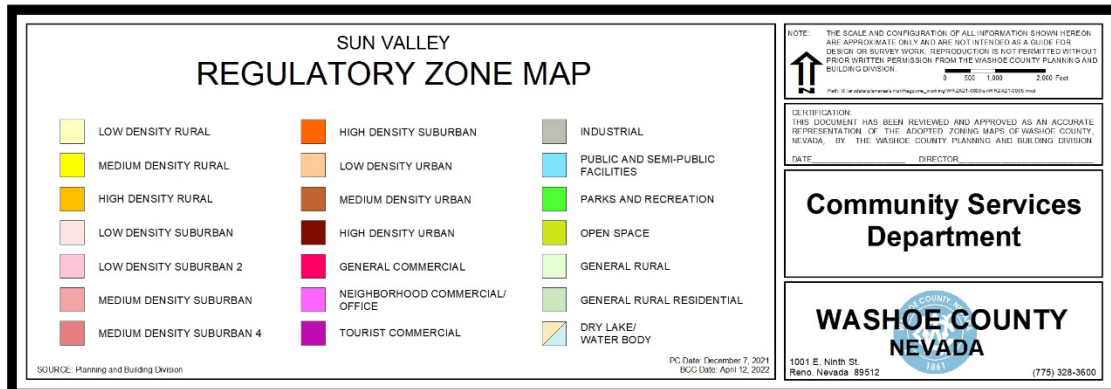 SUN VALLEY
REGULATORY ZONE MAP
LOW DENSITY RURAL
MEDIUM DENSITY RURAL
HIGH DENSITY RURAL
LOW DENSITY SUBURBAN
LOW DENSITY SUBURBAN 2
MEDIUM DENSITY SUBURBAN
MEDIUM DENSITY SUBURBAN 4
HIGH DENSITY SUBURBAN
LOW DENSITY URBAN
MEDIUM DENSITY URBAN
HIGH DENSITY URBAN
GENERAL COMMERCIAL
NEIGHBORHOOD COMMERCIAL/
OFFICE
TOURIST COMMERCIAL
INDUSTRIAL
PUBLIC AND SEMI-PUBLIC
FACILITIES
PARKS AND RECREATION
OPEN SPACE
GENERAL RURAL
GENERAL RURAL RESIDENTIAL
DRY LAKE/
WATER BODY
SOURCE: Planning and Building Division
PC Date: December 7, 2021
BCC Date: April 12, 2022
NOTE: THE SCALE AND CONFIGURATION OF ALL INFORMATION SHOWN HEREON
ARE APPROXIMATE ONLY AND ARE NOT INTENDED AS A GUIDE FOR
DESIGN OR SURVEY WORK. REPRODUCTION IS NOT PERMITTED WITHOUT
PRIOR WRITTEN PERMISSION FROM THE WASHOE COUNTY PLANNING AND
BUILDING DIVISION.
0 500 1,000 2,000 Feet
N
Path:
CERTIFICATION:
THIS DOCUMENT HAS BEEN REVIEWED AND APPROVED AS AN ACCURATE
REPRESENTATION OF THE ADOPTED ZONING MAPS OF WASHOE COUNTY,
NEVADA, BY THE WASHOE COUNTY PLANNING AND BUILDING DIVISION.
DATE DIRECTOR
Community Services
Department
WASHOE COUNTY
NEVADA
1861
1001 E. Ninth St.
Reno, Nevada 89512
(775) 328-3600